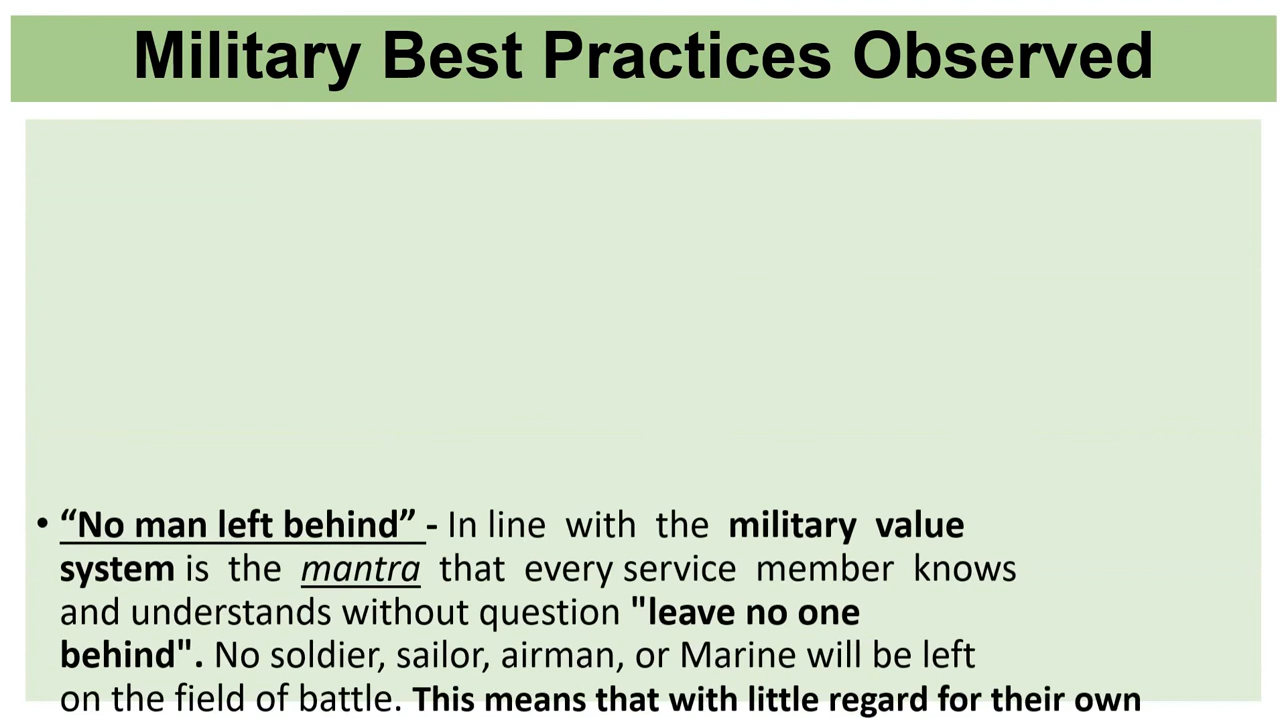 Military Best Practices Observed
• “No man left behind” - In line with the military value
system is the mantra that every service member knows
and understands without question "leave no one
behind". No soldier, sailor, airman, or Marine will be left
on the field of battle. This means that with little regard for their own